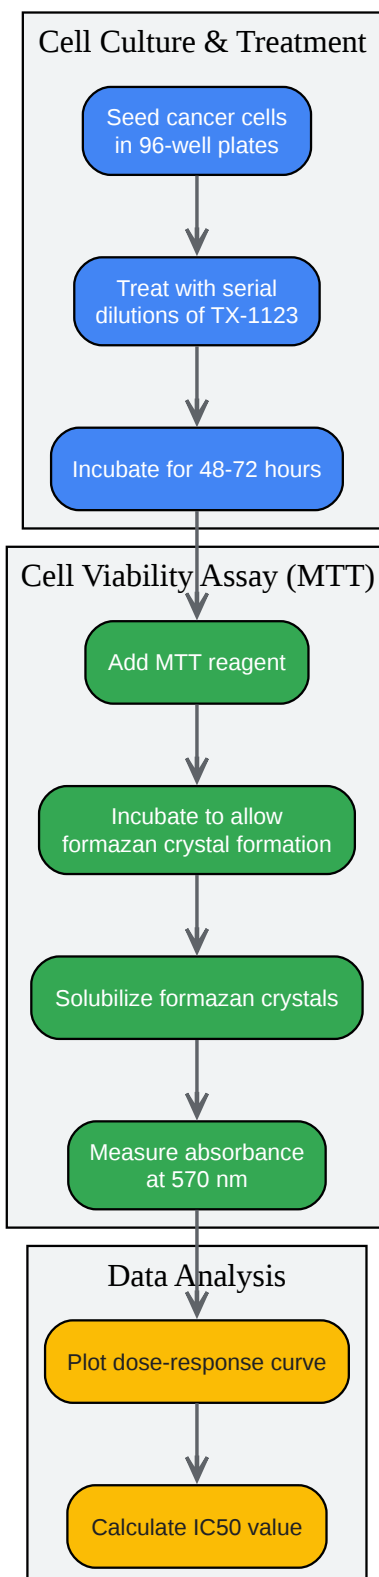 Cell Culture & Treatment
Seed cancer cells
in 96-well plates
Treat with serial
dilutions of TX-1123
Incubate for 48-72 hours
Cell Viability Assay (MTT)
Add MTT reagent
Incubate to allow
formazan crystal formation
Solubilize formazan crystals
Measure absorbance
at 570 nm
Data Analysis
Plot dose-response curve
Calculate IC50 value